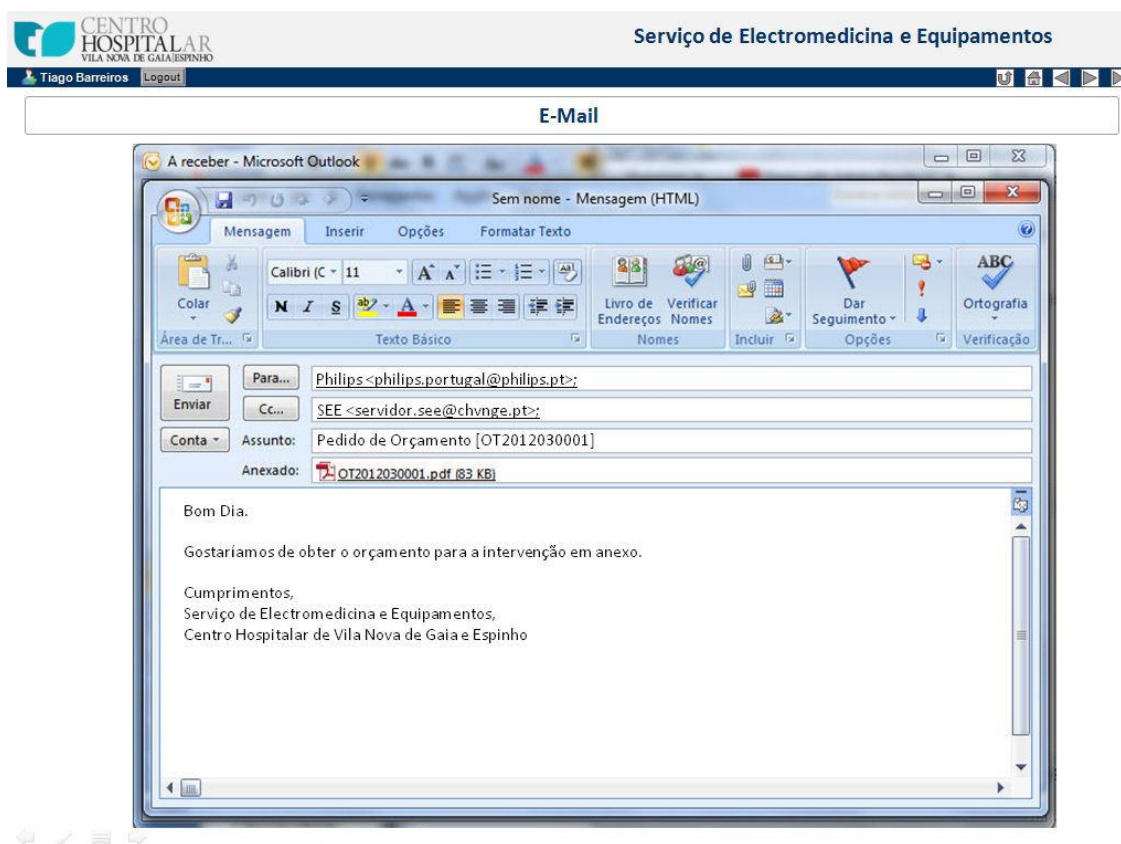 CENTRO
HOSPITALAR
VILA NOVA DE GAIA|ESPINHO
Serviço de Electromedicina e Equipamentos
Tiago Barreiros Logout
E-Mail
A receber - Microsoft Outlook
Sem nome - Mensagem (HTML)
Mensagem Inserir Opções Formatar Texto
Colar
Calibri (C 11
N I S
Livro de Endereços
Verificar Nomes
Dar Seguimento
ABC
Ortografia
Área de Tr... Texto Básico Nomes Incluir Opções Verificação
Enviar
Para... Philips <philips.portugal@philips.pt>;
Cc... SEE <servidor.see@chvnge.pt>;
Conta Assunto: Pedido de Orçamento [OT2012030001]
Anexado: OT2012030001.pdf (83 KB)
Bom Dia.
Gostaríamos de obter o orçamento para a intervenção em anexo.
Cumprimentos,
Serviço de Electromedicina e Equipamentos,
Centro Hospitalar de Vila Nova de Gaia e Espinho